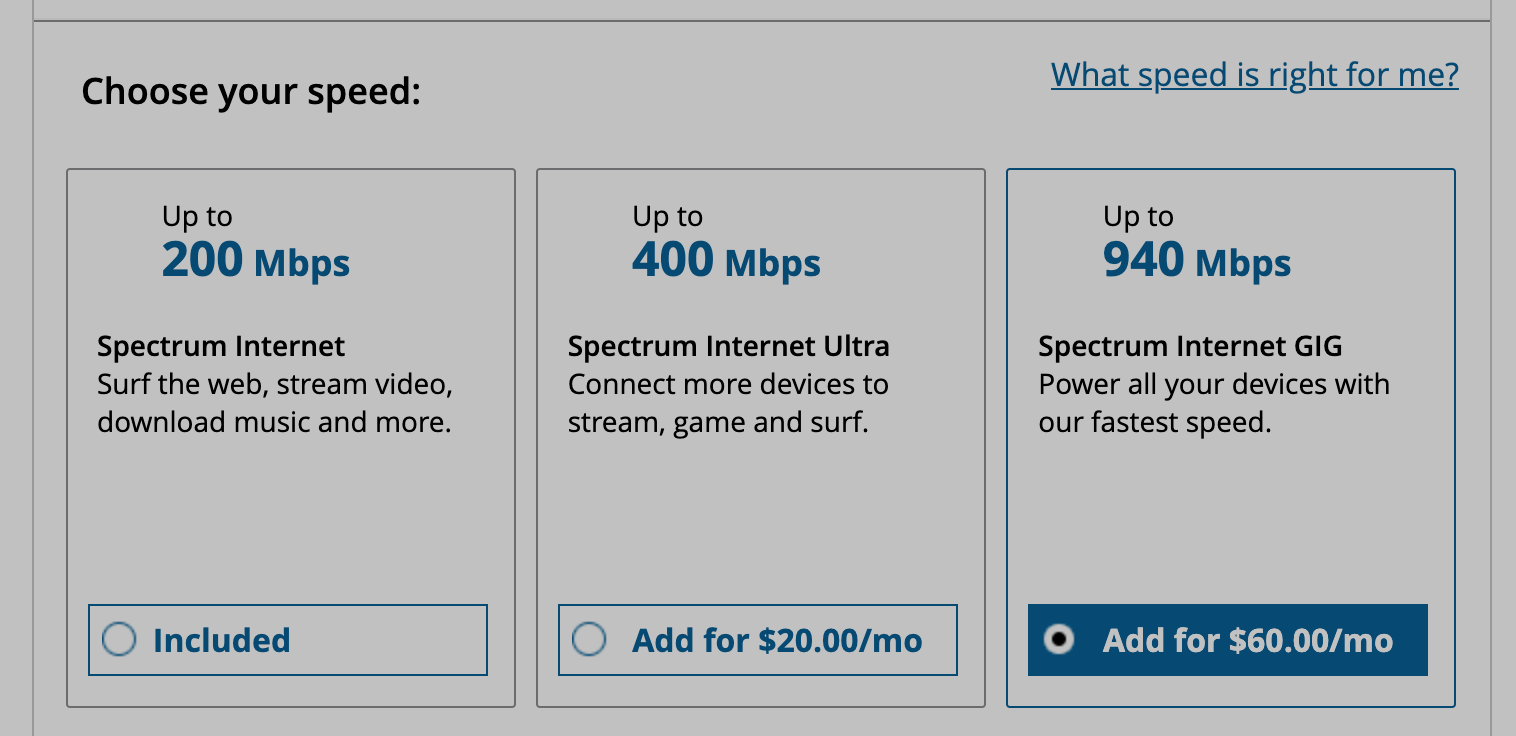 Choose your speed:
What speed is right for me?
Up to
200 Mbps
Spectrum Internet
Surf the web, stream video,
download music and more.
Included
Up to
400 Mbps
Spectrum Internet Ultra
Connect more devices to
stream, game and surf.
Add for $20.00/mo
Up to
940 Mbps
Spectrum Internet GIG
Power all your devices with
our fastest speed.
Add for $60.00/mo